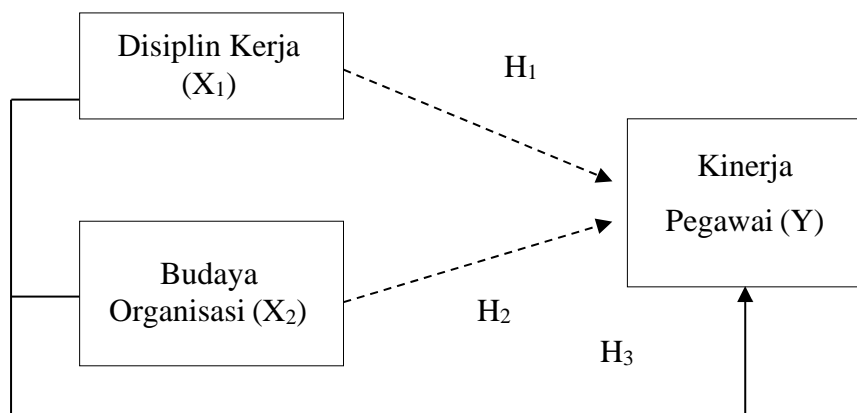 Disiplin Kerja
(X₁)
H₁
Kinerja
Pegawai (Y)
Budaya
Organisasi (X₂)
H₂
H₃